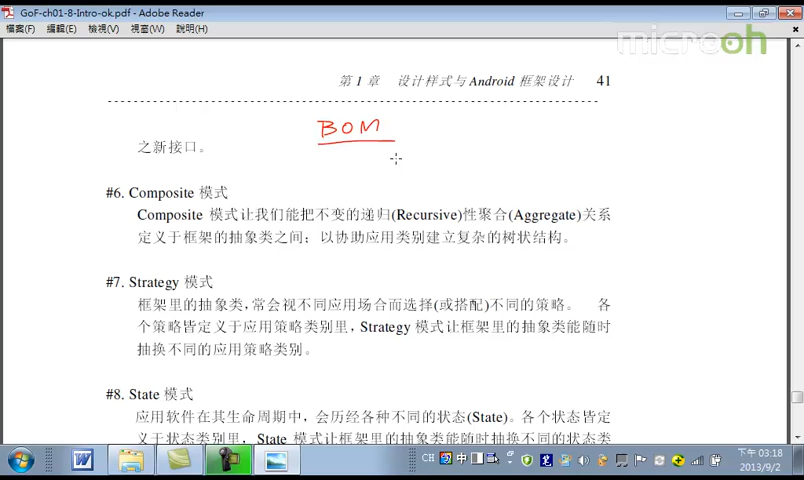 GoF-ch01-8-Intro-ok.pdf - Adobe Reader
檔案(F) 編輯(E) 檢視(V) 視窗(W) 說明(H)
microoh
第 1 章 设计样式与 Android 框架设计 41
BOM
之新接口。
#6. Composite 模式
Composite 模式让我们能把不变的递归(Recursive)性聚合(Aggregate)关系
定义于框架的抽象类之间；以协助应用类别建立复杂的树状结构。
#7. Strategy 模式
框架里的抽象类，常会视不同应用场合而选择(或搭配)不同的策略。 各
个策略皆定义于应用策略类别里，Strategy 模式让框架里的抽象类能随时
抽换不同的应用策略类别。
#8. State 模式
应用软件在其生命周期中，会历经各种不同的状态(State)。各个状态皆定
义于状态类别里，State 模式让框架里的抽象类能随时抽换不同的状态类
CH 中 下午 03:18
2013/9/2